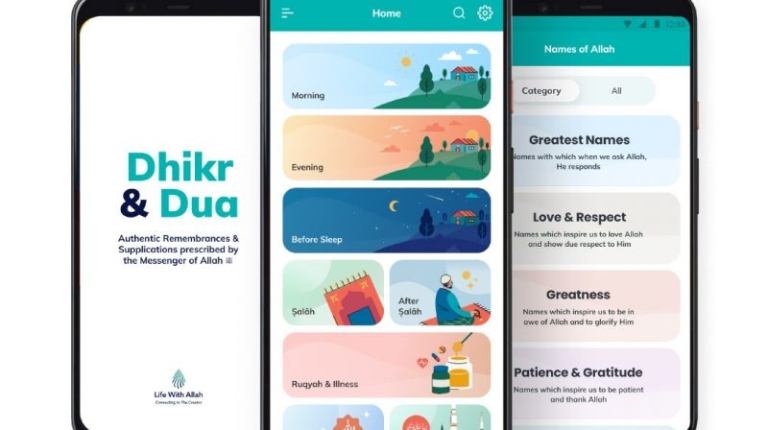 Dhikr
& Dua
Authentic Remembrances &
Supplications prescribed by
the Messenger of Allah ﷺ
Life With Allah
Connecting to The Creator
Home
Morning
Evening
Before Sleep
Ṣalāh
After
Ṣalāh
Ruqyah & Illness
Names of Allah
Category
All
Greatest Names
Names with which when we ask Allah,
He responds
Love & Respect
Names which inspire us to love Allah
and show due respect to Him
Greatness
Names which inspire us to be in
awe of Allah and to glorify Him
Patience & Gratitude
Names which inspire us to be patient
and thank Allah